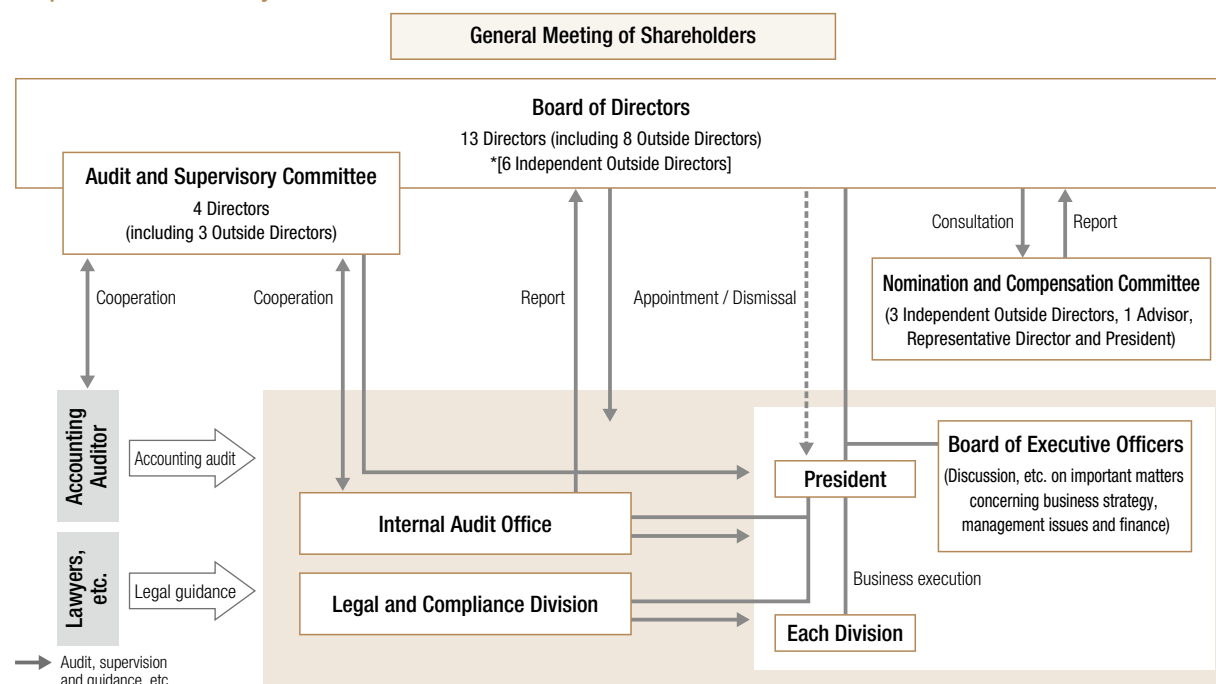 General Meeting of Shareholders
Board of Directors
13 Directors (including 8 Outside Directors)
*[6 Independent Outside Directors]
Audit and Supervisory Committee
4 Directors
(including 3 Outside Directors)
Consultation
Report
Nomination and Compensation Committee
(3 Independent Outside Directors, 1 Advisor,
Representative Director and President)
Cooperation
Cooperation
Report
Appointment / Dismissal
Accounting
Auditor
Accounting audit
Board of Executive Officers
(Discussion, etc. on important matters
concerning business strategy,
management issues and finance)
President
Internal Audit Office
Lawyers,
etc.
Legal guidance
Legal and Compliance Division
Business execution
Each Division
Audit, supervision
and guidance, etc